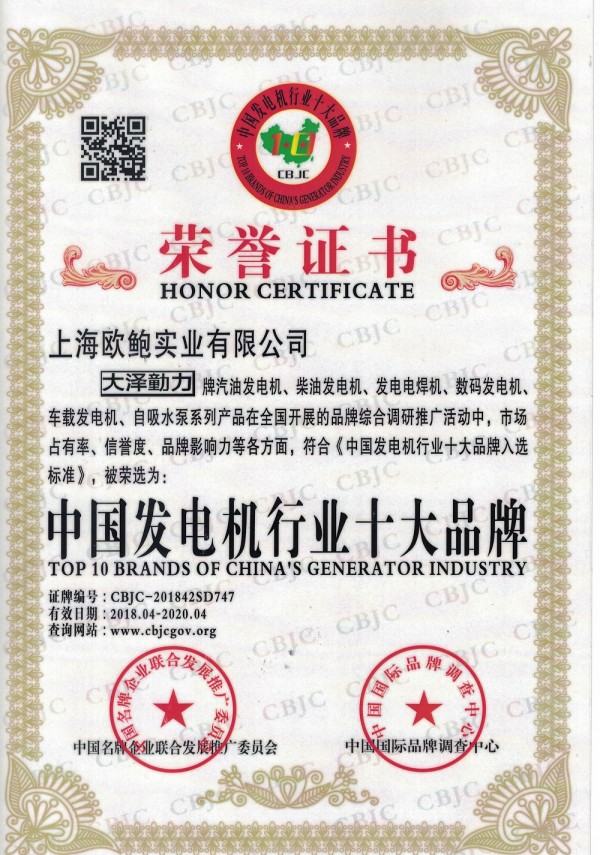 中国发电机行业十大品牌
CBJC
TOP 10 BRANDS OF CHINA'S GENERATOR INDUSTRY
荣誉证书
HONOR CERTIFICATE
上海欧鲍实业有限公司
大泽動力 牌汽油发电机、柴油发电机、发电电焊机、数码发电机、
车载发电机、自吸水泵系列产品在全国开展的品牌综合调研推广活动中，市场
占有率、信誉度、品牌影响力等各方面，符合《中国发电机行业十大品牌入选
标准》，被荣选为：
中国发电机行业十大品牌
TOP 10 BRANDS OF CHINA'S GENERATOR INDUSTRY
证牌编号：CBJC-201842SD747
有效日期：2018.04-2020.04
查询网站：www.cbjcgov.org
中国名牌企业联合发展推广委员会
中国国际品牌调查中心
中国名牌企业联合发展推广委员会
中国国际品牌调查中心